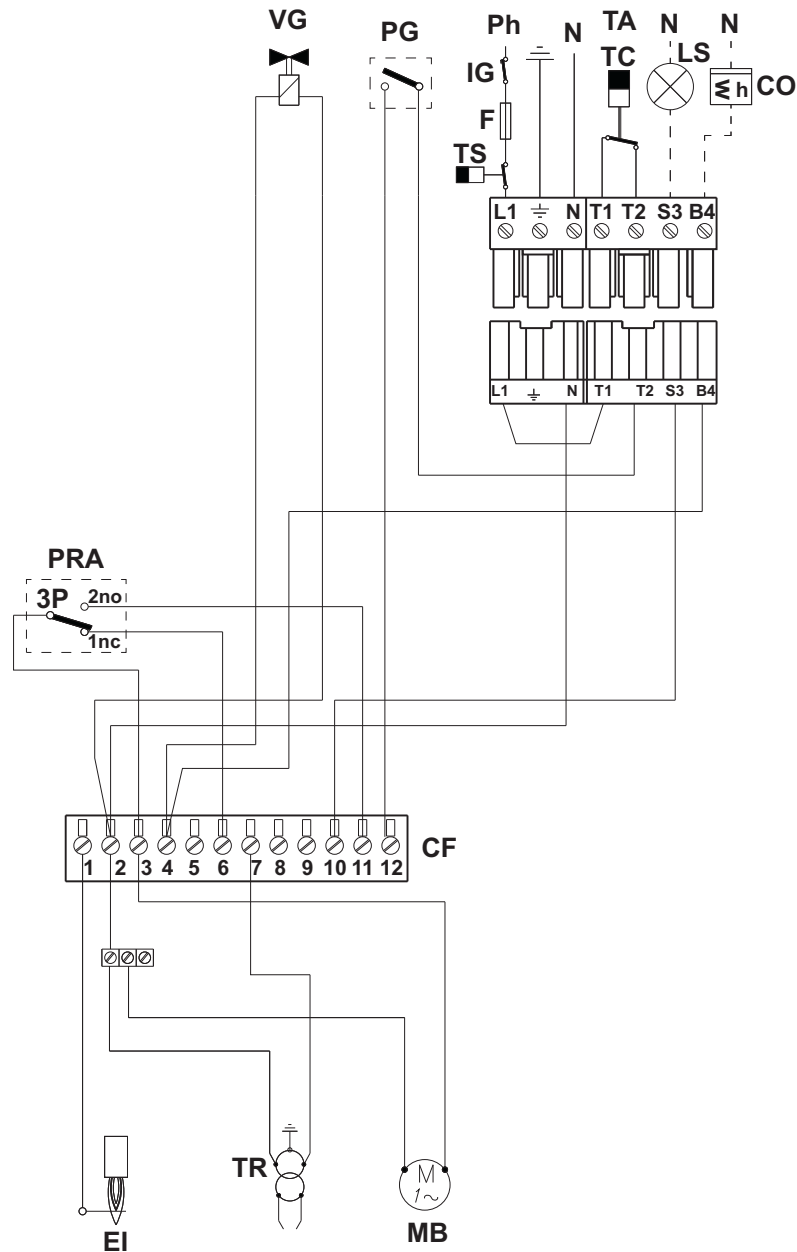 VG PG Ph N TA N N
IG TC LS CO
W h
F
TS
L1 N T1 T2 S3 B4
L1 N T1 T2 S3 B4
PRA
3P 2no
1nc
CF
1 2 3 4 5 6 7 8 9 10 11 12
TR
M
1~
EI MB